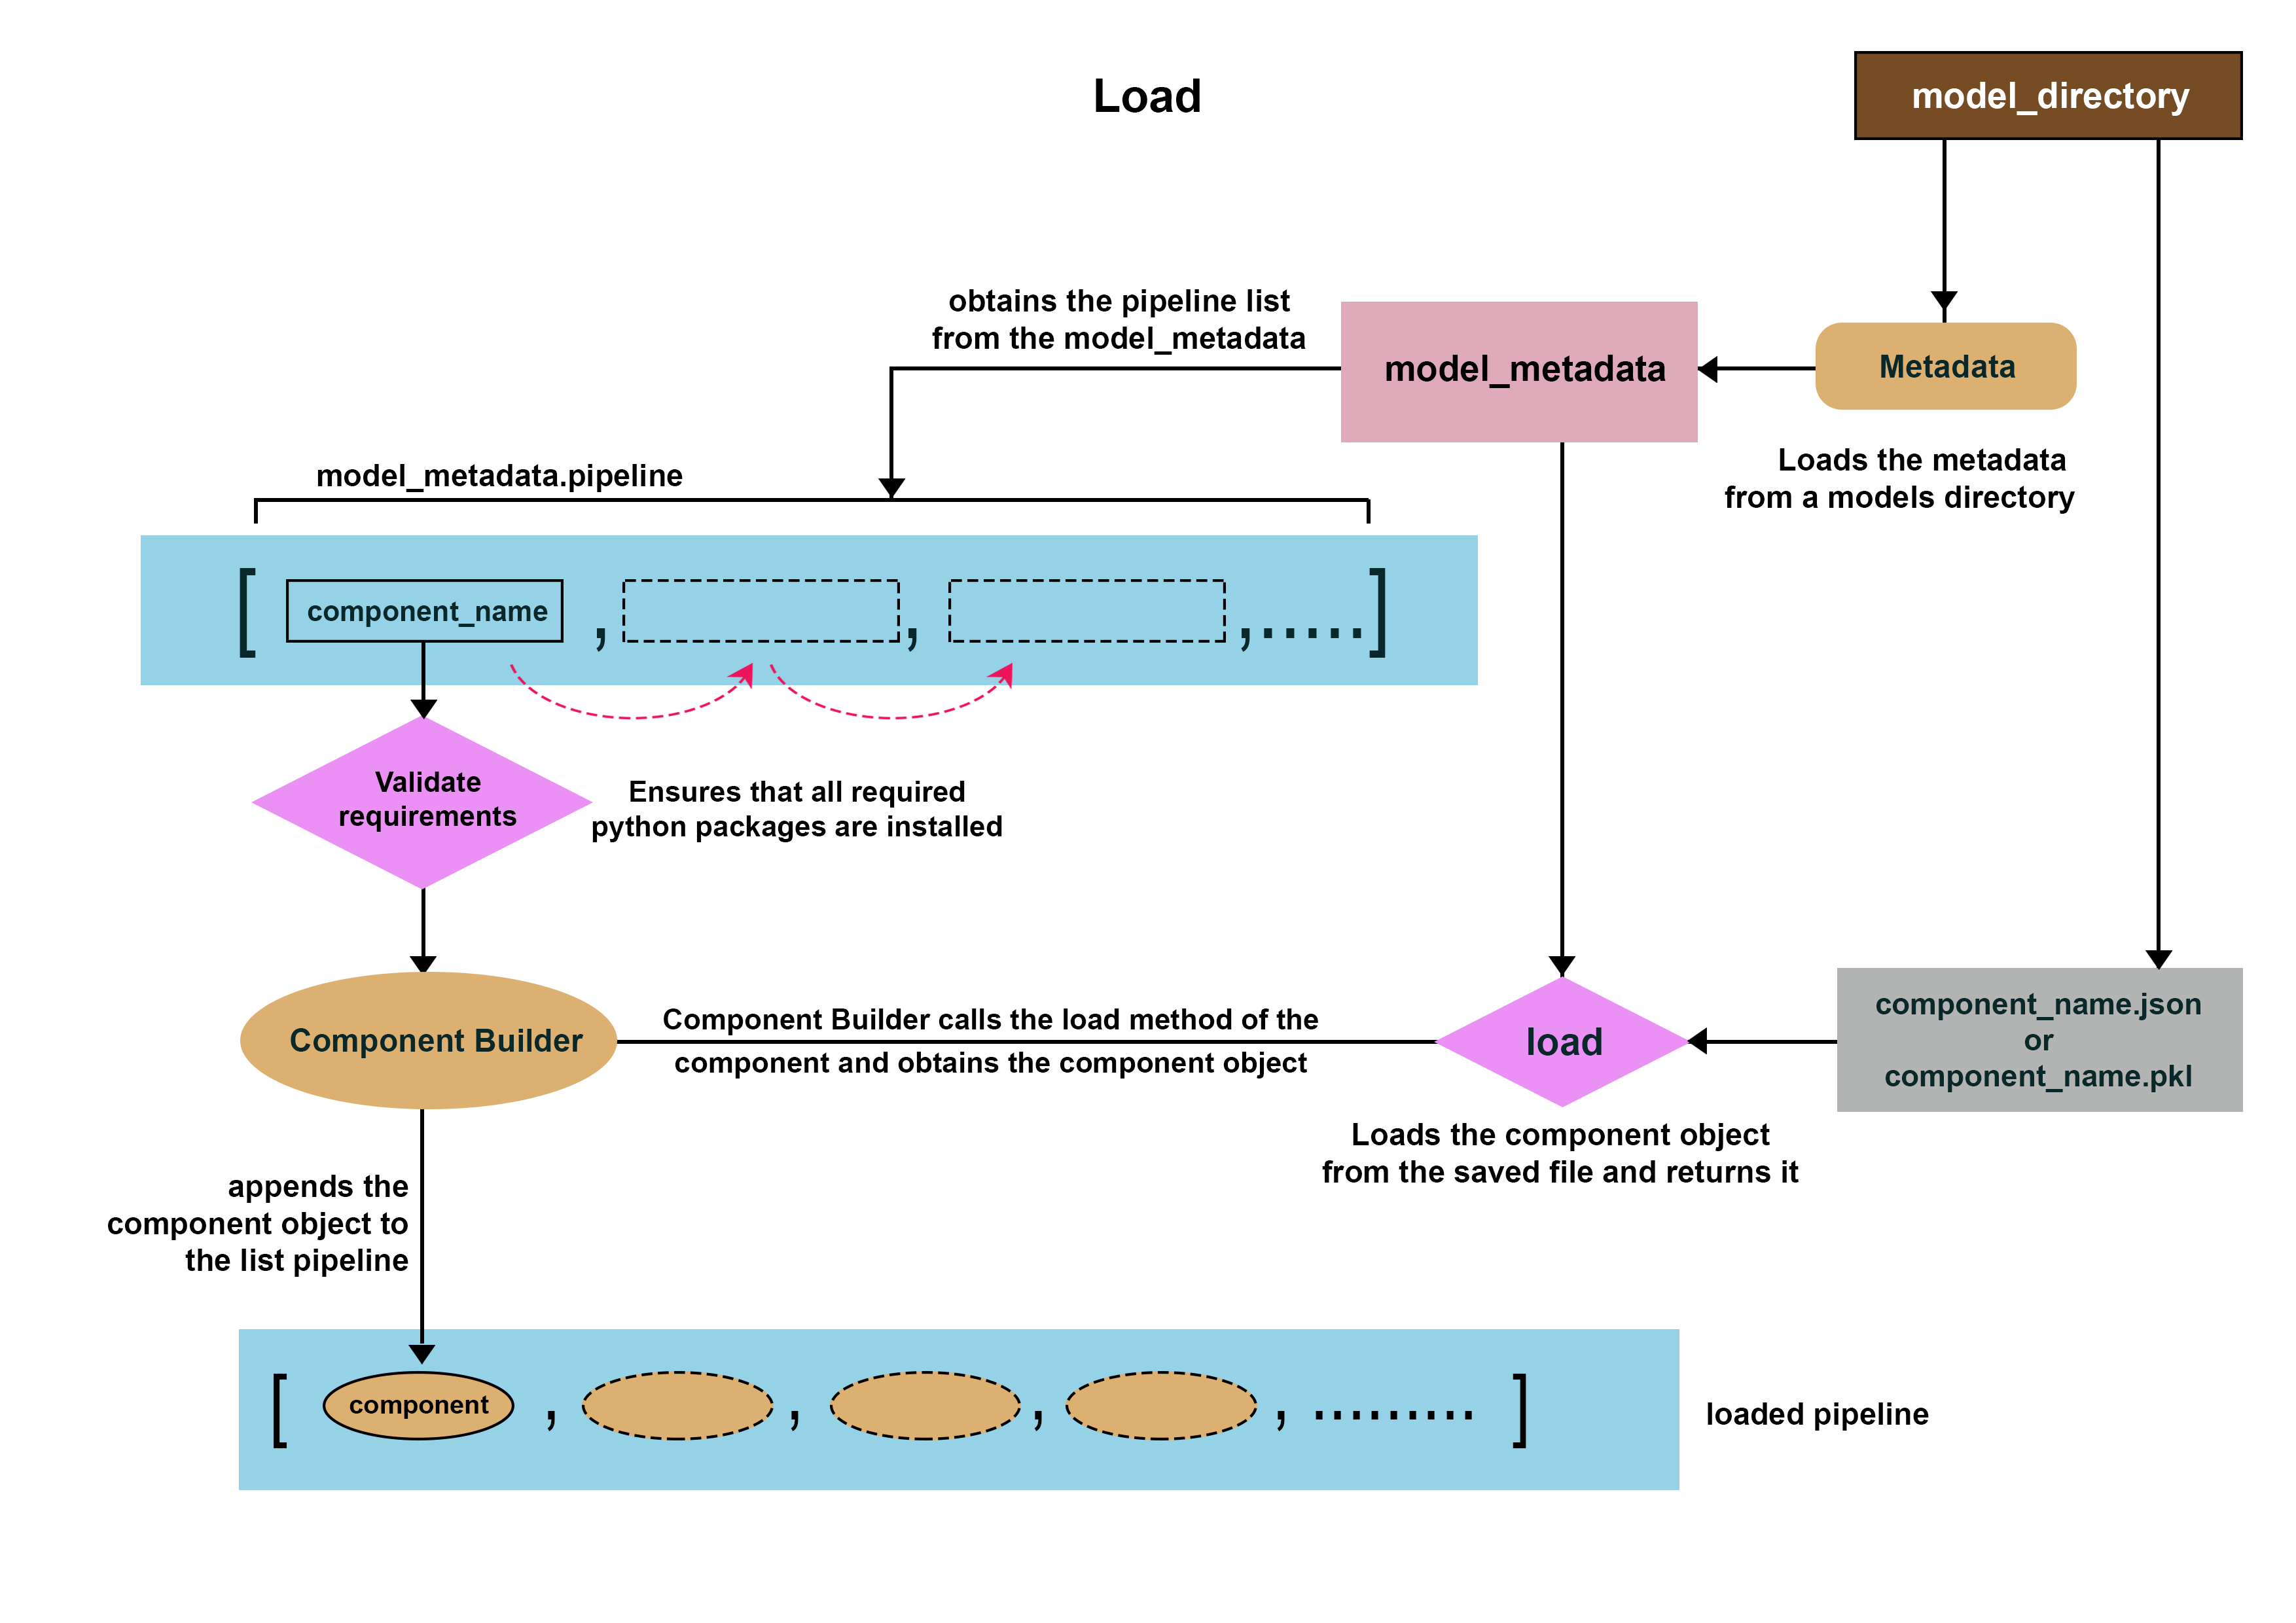 Load
model_directory
obtains the pipeline list
from the model_metadata
model_metadata
Metadata
Loads the metadata
from a models directory
model_metadata.pipeline
[ component_name , , ,.....]
Validate
requirements
Ensures that all required
python packages are installed
Component Builder
Component Builder calls the load method of the
component and obtains the component object
load
component_name.json
or
component_name.pkl
Loads the component object
from the saved file and returns it
appends the
component object to
the list pipeline
[ component , , , , ......... ]
loaded pipeline